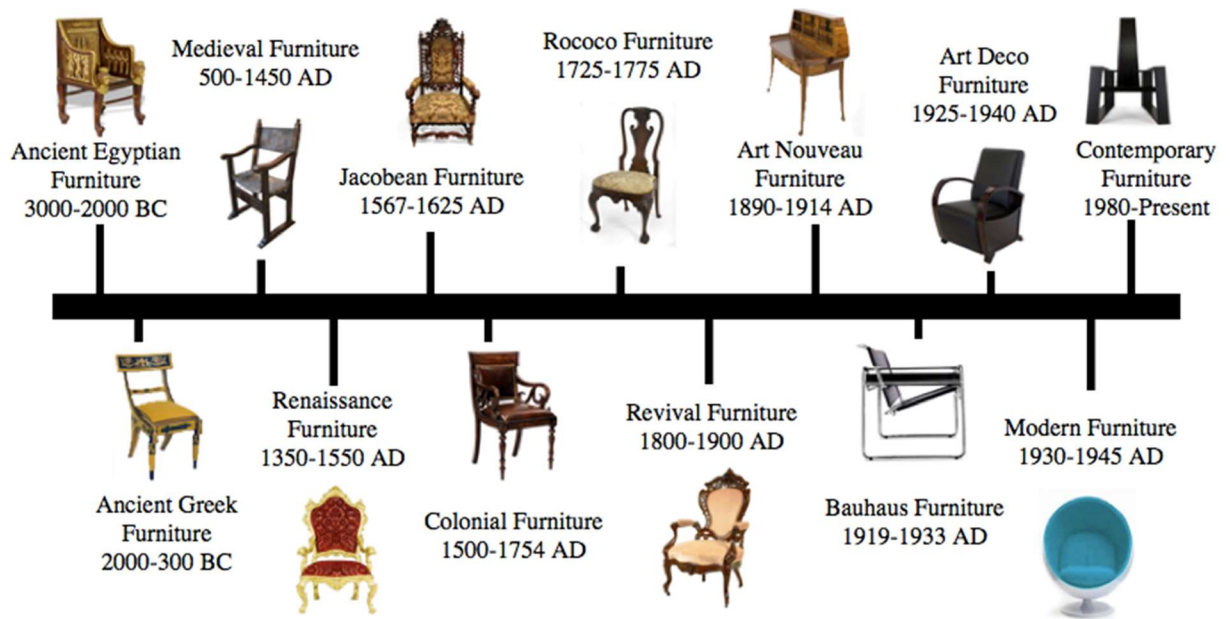 Ancient Egyptian
Furniture
3000-2000 BC
Medieval Furniture
500-1450 AD
Jacobean Furniture
1567-1625 AD
Rococo Furniture
1725-1775 AD
Art Nouveau
Furniture
1890-1914 AD
Art Deco
Furniture
1925-1940 AD
Contemporary
Furniture
1980-Present
Ancient Greek
Furniture
2000-300 BC
Renaissance
Furniture
1350-1550 AD
Colonial Furniture
1500-1754 AD
Revival Furniture
1800-1900 AD
Bauhaus Furniture
1919-1933 AD
Modern Furniture
1930-1945 AD